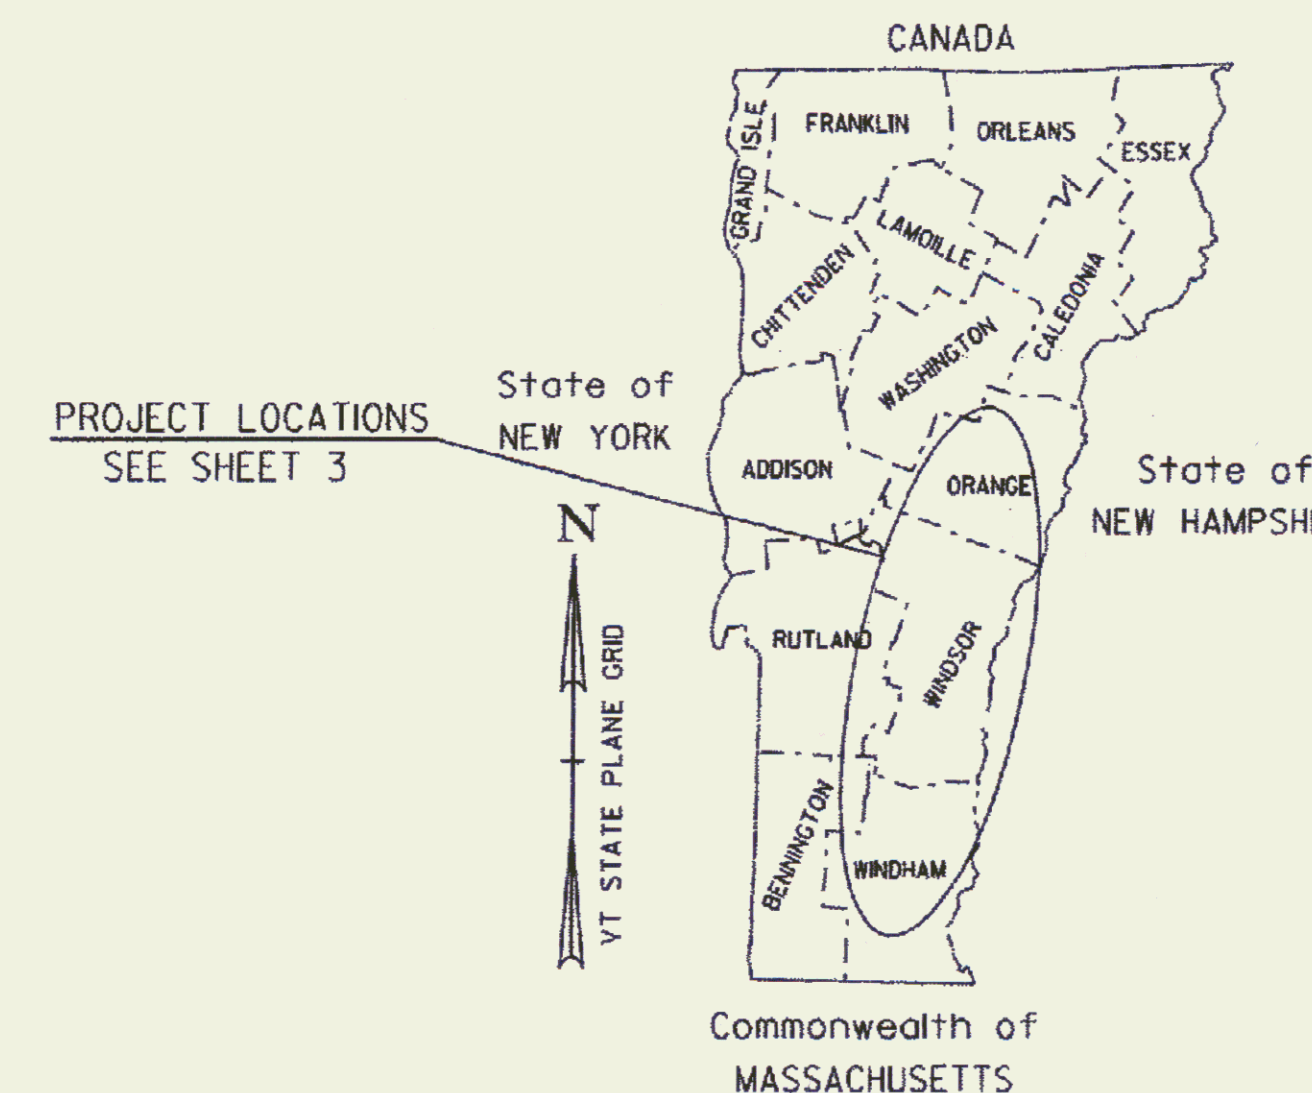 CANADA
GRAND ISLE
FRANKLIN
ORLEANS
ESSEX
LAMOILLE
CHITTENDEN
CALEDONIA
WASHINGTON
State of
NEW YORK
PROJECT LOCATIONS
SEE SHEET 3
ADDISON
ORANGE
State of
NEW HAMPSHI
N
VT STATE PLANE GRID
RUTLAND
WINDSOR
BENNINGTON
WINDHAM
Commonwealth of
MASSACHUSETTS